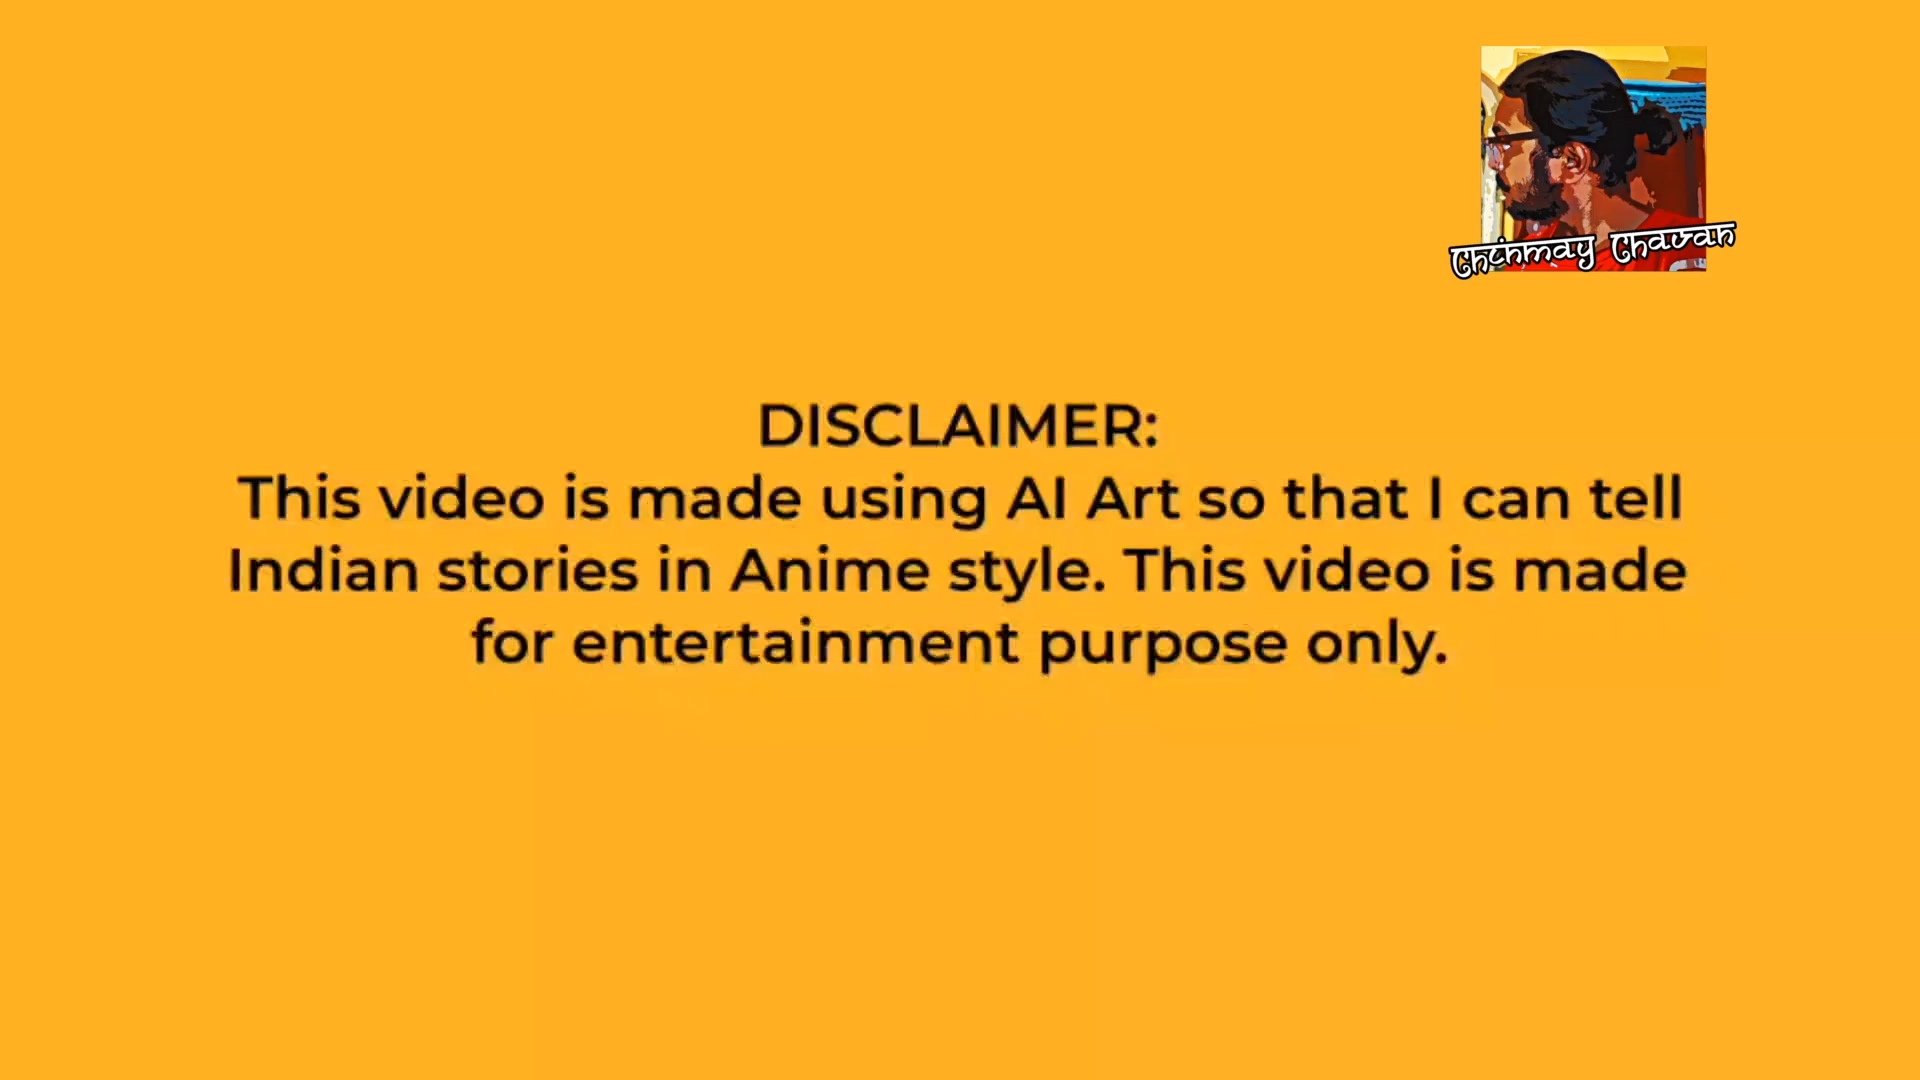 Chinmay Chavan
DISCLAIMER:
This video is made using AI Art so that I can tell
Indian stories in Anime style. This video is made
for entertainment purpose only.